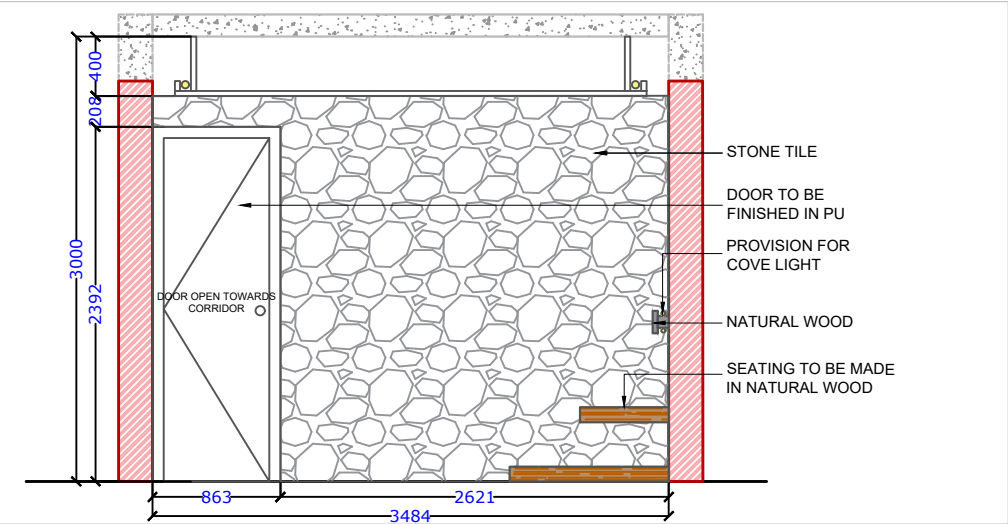 400
208
3000
2392
STONE TILE
DOOR TO BE
FINISHED IN PU
PROVISION FOR
COVE LIGHT
DOOR OPEN TOWARDS
CORRIDOR
NATURAL WOOD
SEATING TO BE MADE
IN NATURAL WOOD
863
2621
3484